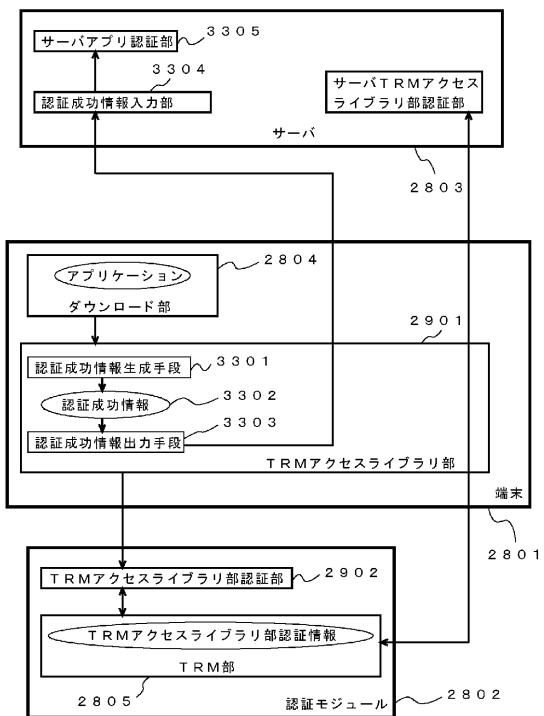 サーバアプリ認証部
３３０５
３３０４
認証成功情報入力部
サーバＴＲＭアクセス
ライブラリ部認証部
サーバ
２８０３
アプリケーション
ダウンロード部
２８０４
２９０１
認証成功情報生成手段
３３０１
認証成功情報
３３０２
３３０３
認証成功情報出力手段
ＴＲＭアクセスライブラリ部
端末
２８０１
ＴＲＭアクセスライブラリ部認証部
２９０２
ＴＲＭアクセスライブラリ部認証情報
ＴＲＭ部
２８０５
認証モジュール
２８０２